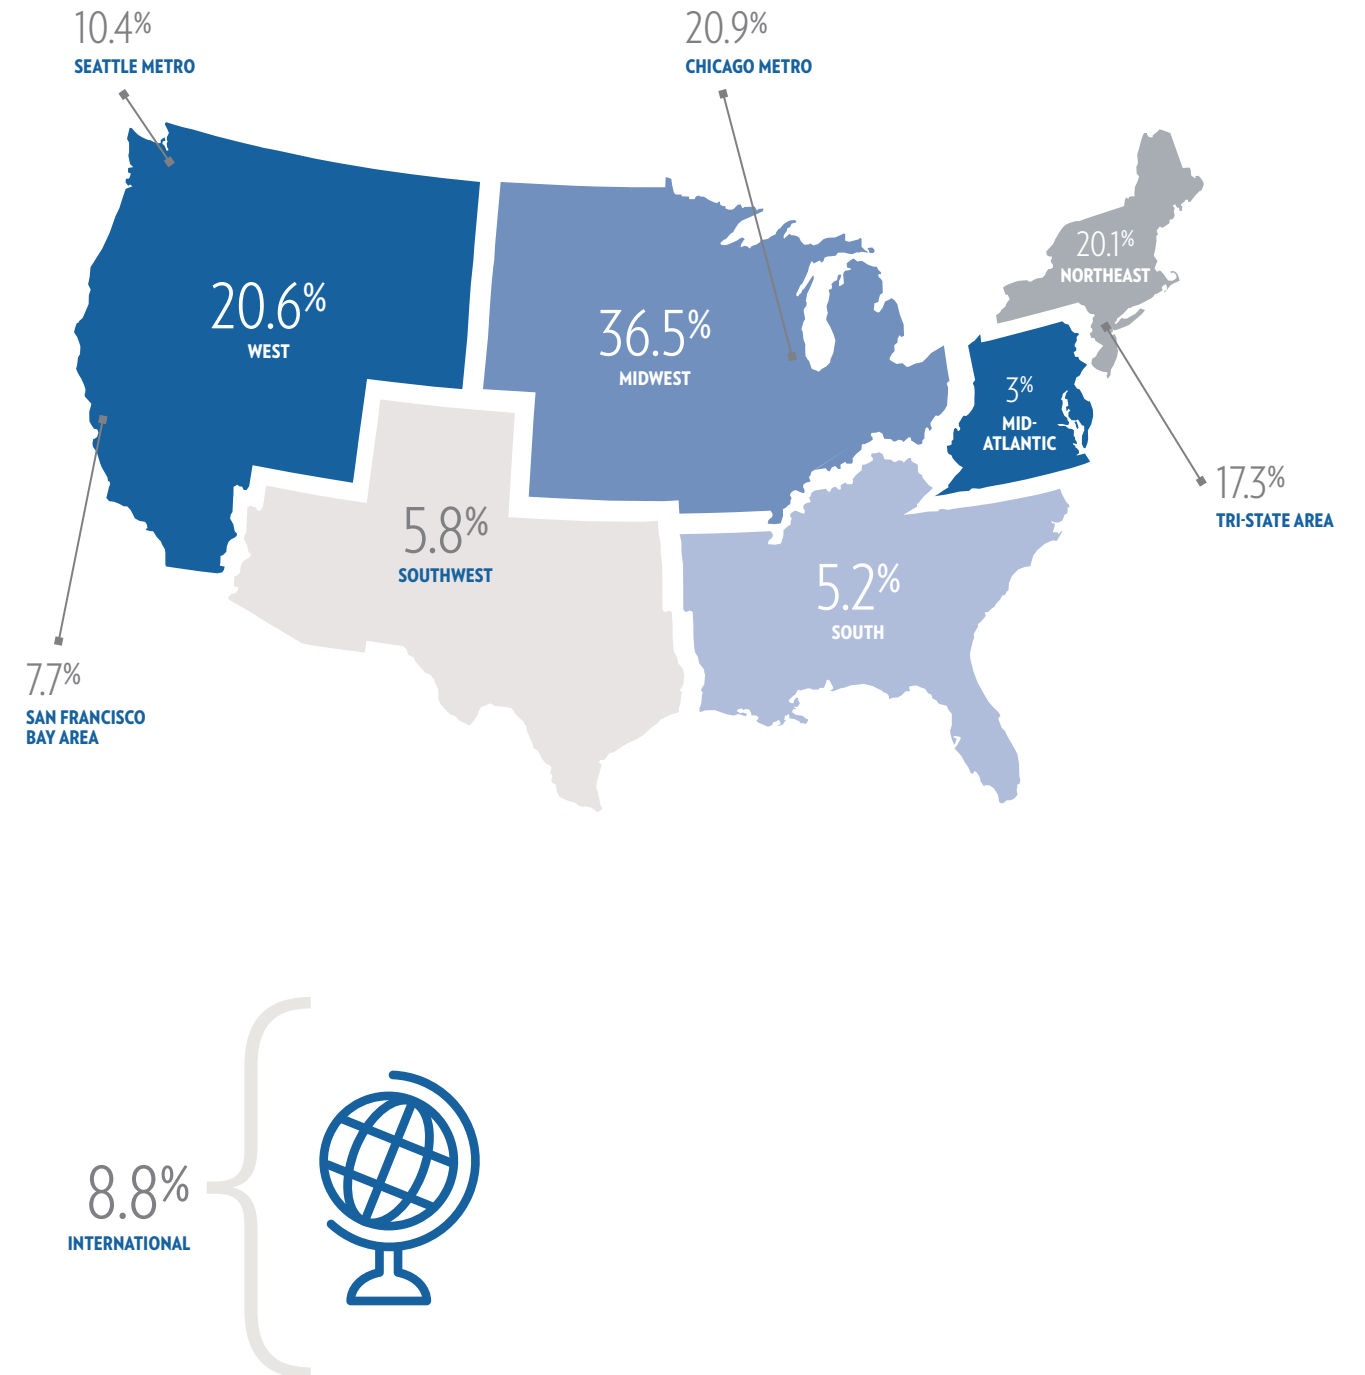 10.4%
SEATTLE METRO
20.9%
CHICAGO METRO
20.1%
NORTHEAST
20.6%
WEST
36.5%
MIDWEST
3%
MID-
ATLANTIC
17.3%
TRI-STATE AREA
5.8%
SOUTHWEST
5.2%
SOUTH
7.7%
SAN FRANCISCO
BAY AREA
8.8%
INTERNATIONAL